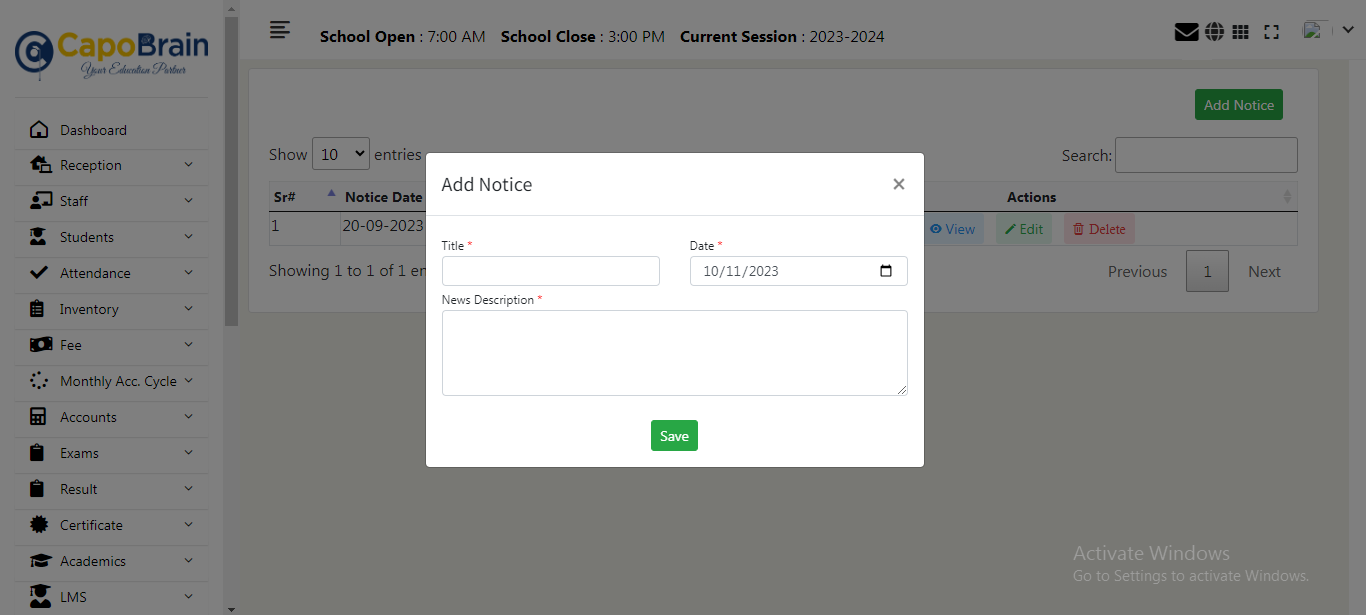 CapoBrain
Your Education Partner
School Open : 7:00 AM School Close : 3:00 PM Current Session : 2023-2024
Dashboard
Reception
Staff
Students
Attendance
Inventory
Fee
Monthly Acc. Cycle
Accounts
Exams
Result
Certificate
Academics
LMS
Add Notice
Show 10 entries
Search:
Sr# Notice Date Actions
1 20-09-2023 View Edit Delete
Showing 1 to 1 of 1 en
Previous 1 Next
Add Notice ×
Title * Date *
10/11/2023
News Description *
Save
Activate Windows
Go to Settings to activate Windows.